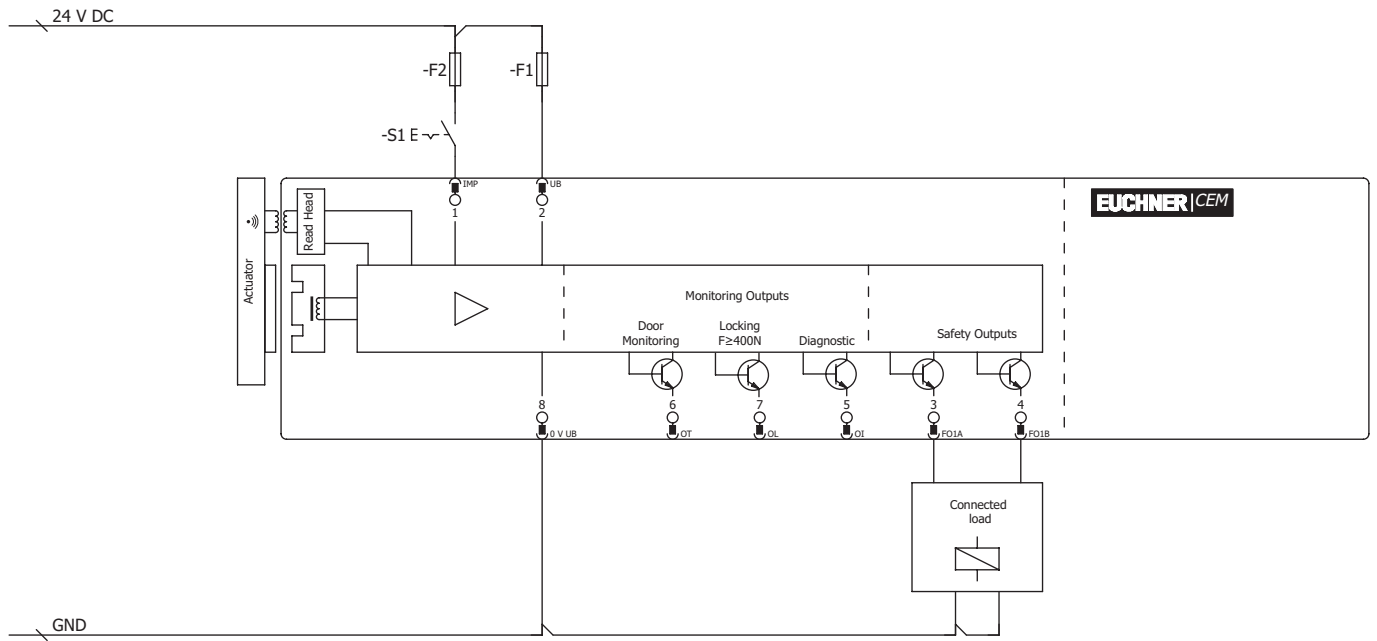 24 V DC
-F2
-F1
-S1 E
IMP
UB
1
2
EUCHNER | CEM
Read Head
Actuator
Monitoring Outputs
Door
Monitoring
Locking
F≥400N
Diagnostic
Safety Outputs
8
6
7
5
3
4
0 V UB
OT
OL
OI
FO1A
FO1B
Connected
load
GND